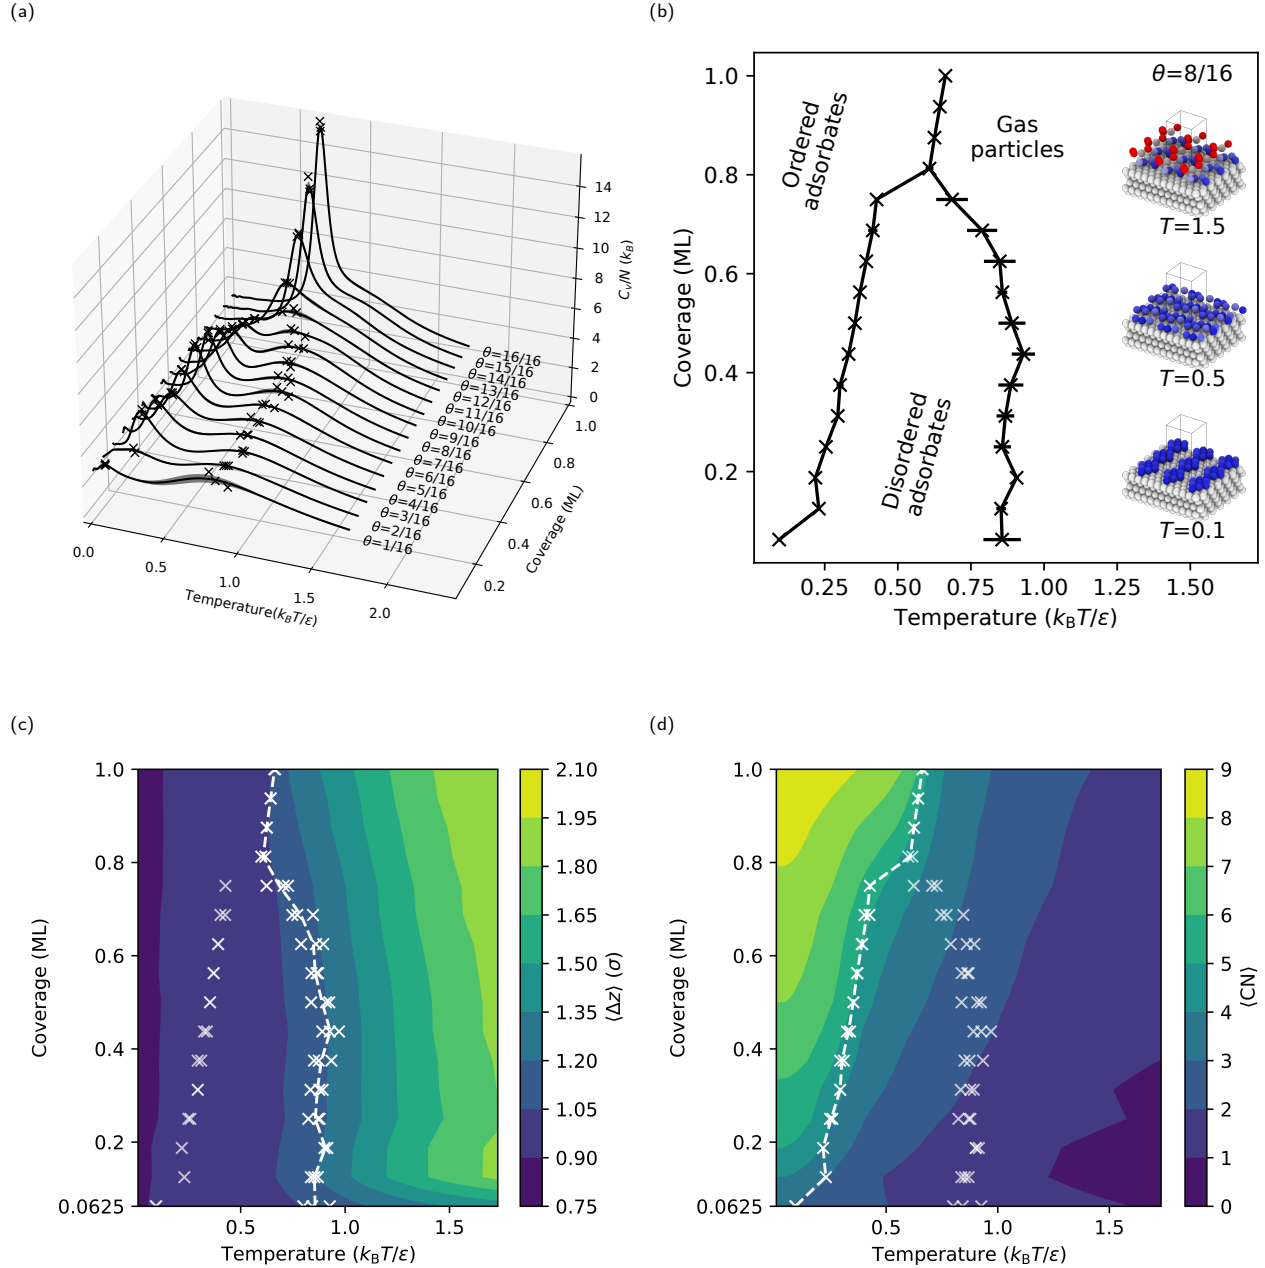 (a)
14
12
10
8
6
4
2
0
Cᵥ/N (k_B)
θ=16/16
θ=15/16
θ=14/16
θ=13/16
θ=12/16
θ=11/16
θ=10/16
θ=9/16
θ=8/16
θ=7/16
θ=6/16
θ=5/16
θ=4/16
θ=3/16
θ=2/16
θ=1/16
1.0
0.8
0.6
0.4
0.2
Coverage (ML)
0.0
0.5
1.0
1.5
2.0
Temperature(k_BT/ε)
(b)
1.0
0.8
0.6
0.4
0.2
Coverage (ML)
Ordered
adsorbates
Gas
particles
Disordered
adsorbates
θ=8/16
T=1.5
T=0.5
T=0.1
0.25 0.50 0.75 1.00 1.25 1.50
Temperature (k_BT/ε)
(c)
1.0
0.8
0.6
0.4
0.2
0.0625
Coverage (ML)
0.5 1.0 1.5
Temperature (k_BT/ε)
2.10
1.95
1.80
1.65
1.50
1.35
1.20
1.05
0.90
0.75
⟨Δz⟩ (σ)
(d)
1.0
0.8
0.6
0.4
0.2
0.0625
Coverage (ML)
0.5 1.0 1.5
Temperature (k_BT/ε)
9
8
7
6
5
4
3
2
1
0
⟨CN⟩